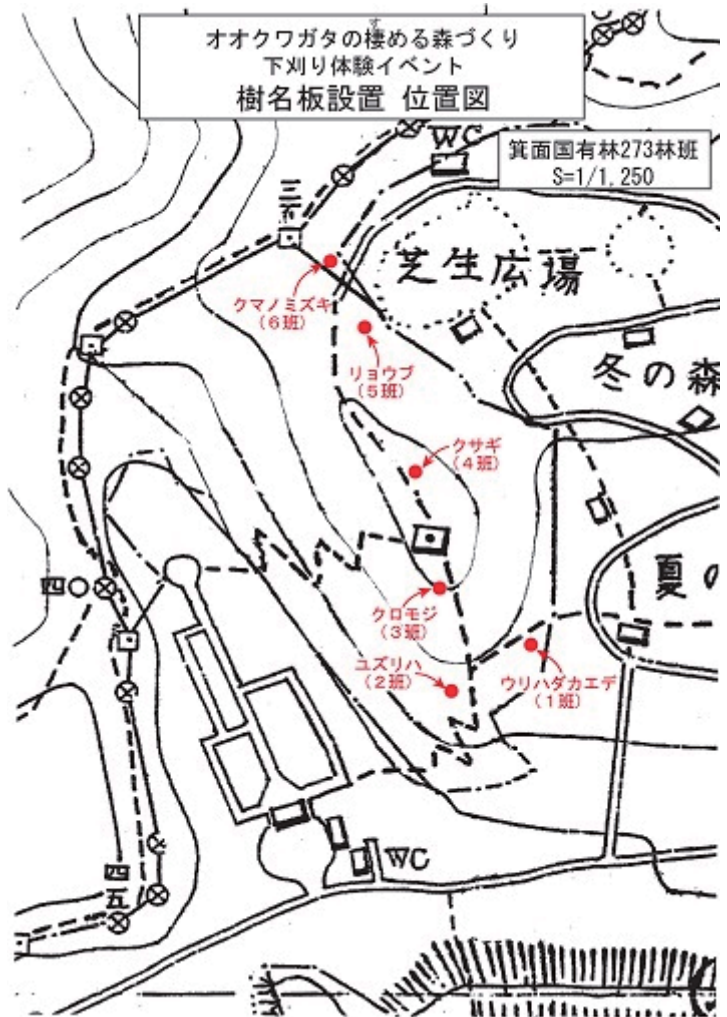 オオクワガタの棲める森づくり
す
下刈り体験イベント
樹名板設置 位置図
箕面国有林273林班
S=1/1,250
WC
三六
芝生広場
クマノミズキ
(6班)
リョウブ
(5班)
冬の森
クサギ
(4班)
夏の
四〇
クロモジ
(3班)
ユズリハ
(2班)
ウリハダカエデ
(1班)
WC
四五